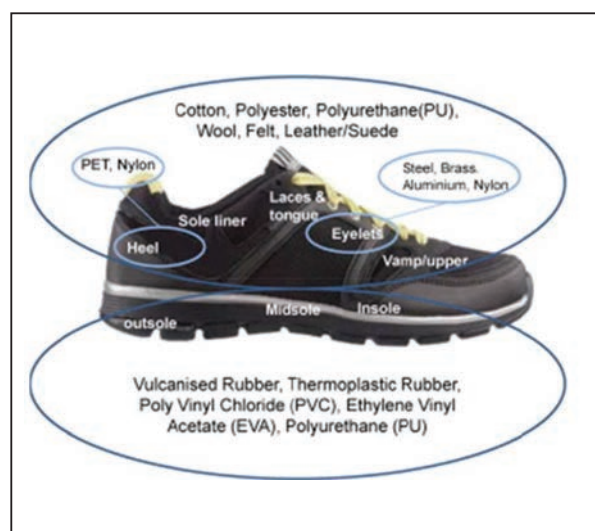 Cotton, Polyester, Polyurethane(PU),
Wool, Felt, Leather/Suede
PET, Nylon
Steel, Brass.
Aluminium, Nylon
Laces &
tongue
Sole liner
Eyelets
Heel
Vamp/upper
Midsole
Insole
outsole
Vulcanised Rubber, Thermoplastic Rubber,
Poly Vinyl Chloride (PVC), Ethylene Vinyl
Acetate (EVA), Polyurethane (PU)